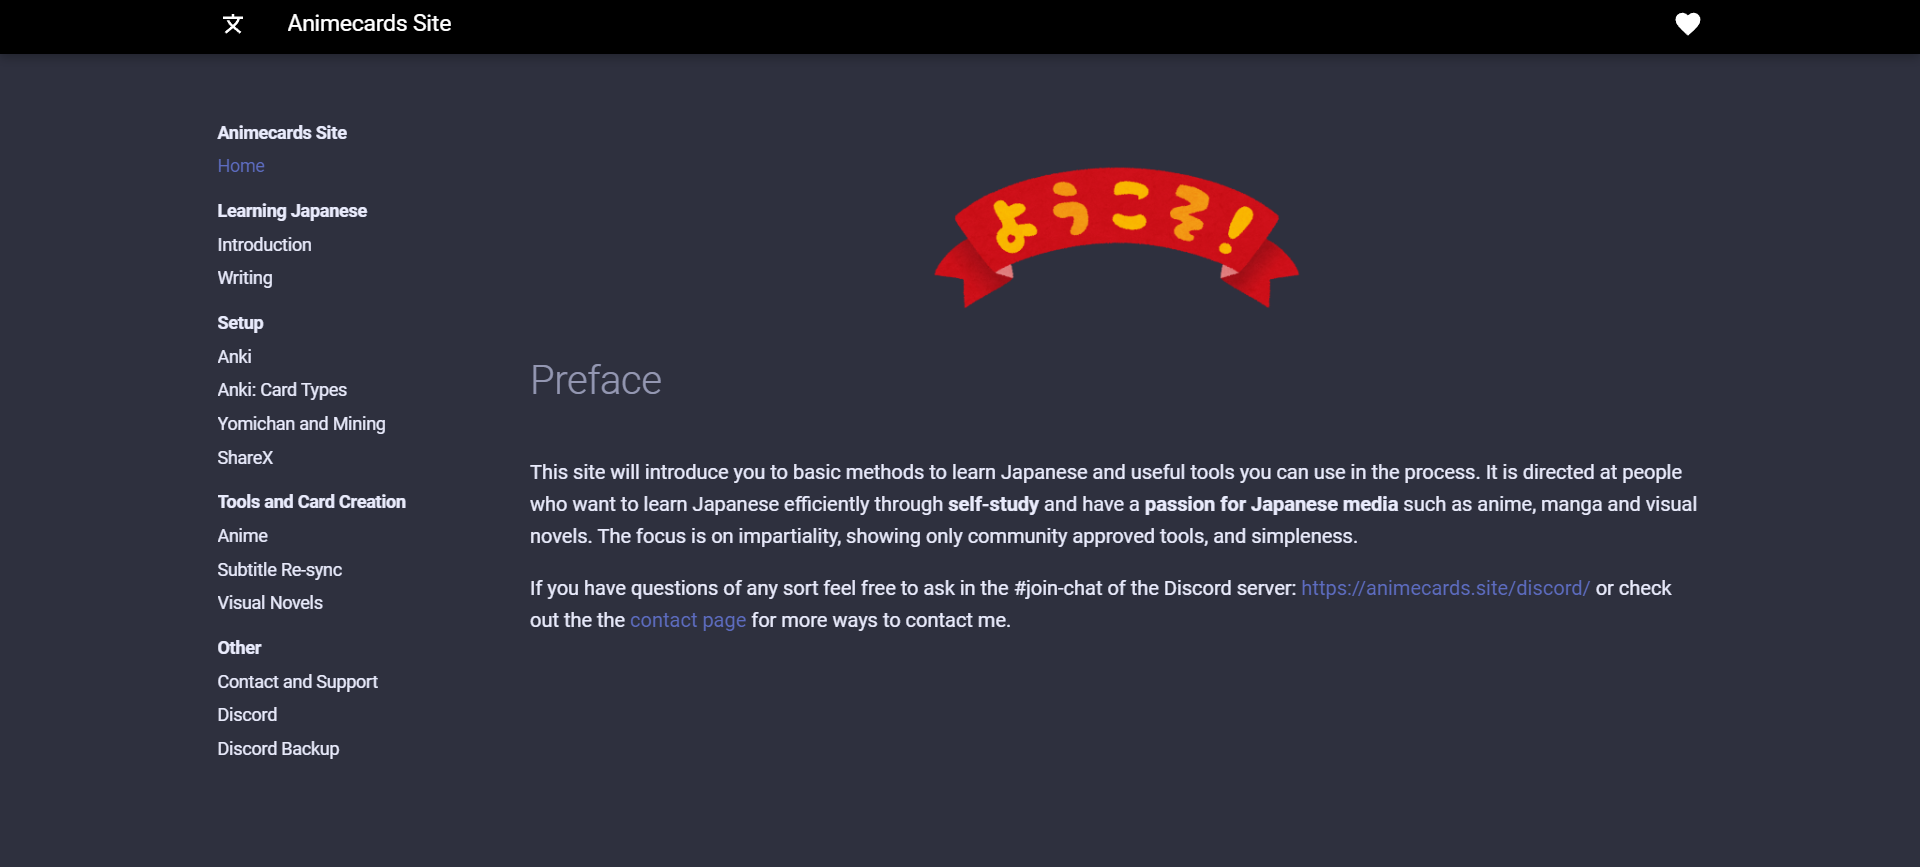 文
Animecards Site
Animecards Site
Home
Learning Japanese
Introduction
Writing
Setup
Anki
Anki: Card Types
Yomichan and Mining
ShareX
Tools and Card Creation
Anime
Subtitle Re-sync
Visual Novels
Other
Contact and Support
Discord
Discord Backup
ようこそ!
Preface
This site will introduce you to basic methods to learn Japanese and useful tools you can use in the process. It is directed at people
who want to learn Japanese efficiently through self-study and have a passion for Japanese media such as anime, manga and visual
novels. The focus is on impartiality, showing only community approved tools, and simpleness.
If you have questions of any sort feel free to ask in the #join-chat of the Discord server: https://animecards.site/discord/ or check
out the the contact page for more ways to contact me.